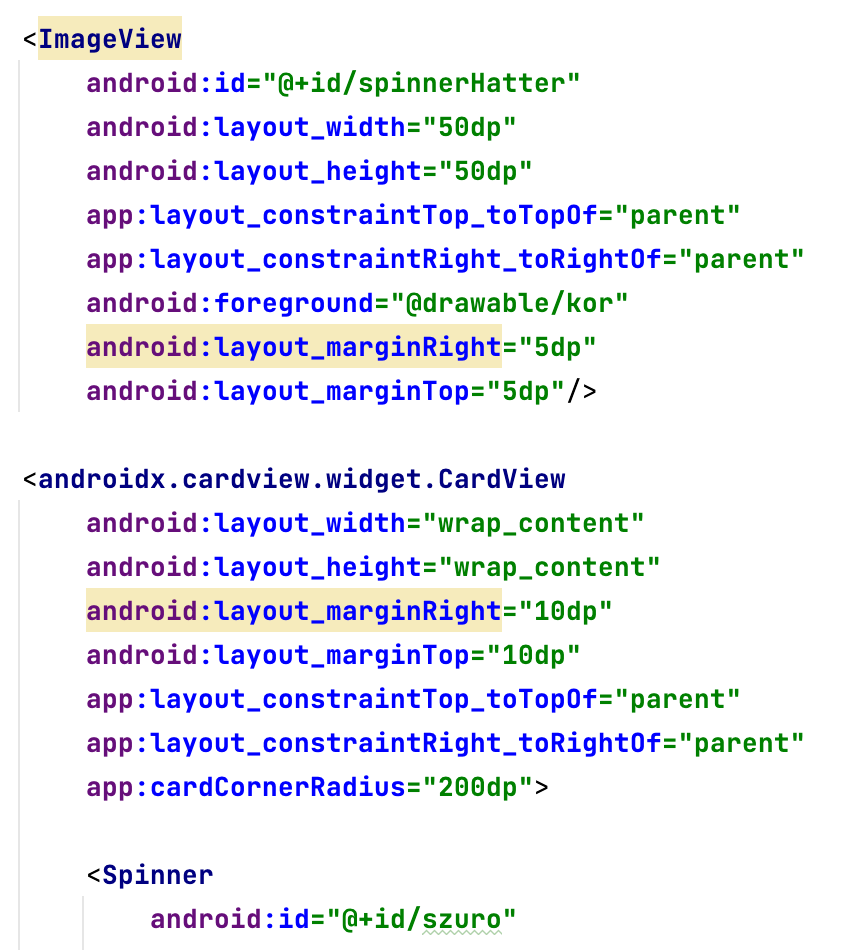 <ImageView
android:id="@+id/spinnerHatter"
android:layout_width="50dp"
android:layout_height="50dp"
app:layout_constraintTop_toTopOf="parent"
app:layout_constraintRight_toRightOf="parent"
android:foreground="@drawable/kor"
android:layout_marginRight="5dp"
android:layout_marginTop="5dp"/>
<androidx.cardview.widget.CardView
android:layout_width="wrap_content"
android:layout_height="wrap_content"
android:layout_marginRight="10dp"
android:layout_marginTop="10dp"
app:layout_constraintTop_toTopOf="parent"
app:layout_constraintRight_toRightOf="parent"
app:cardCornerRadius="200dp">
<Spinner
android:id="@+id/szuro"